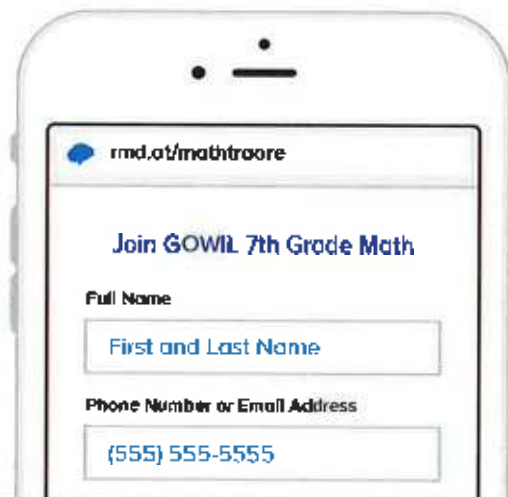 rmd.at/mathtraore
Join GOWIL 7th Grade Math
Full Name
First and Last Name
Phone Number or Email Address
(555) 555-5555